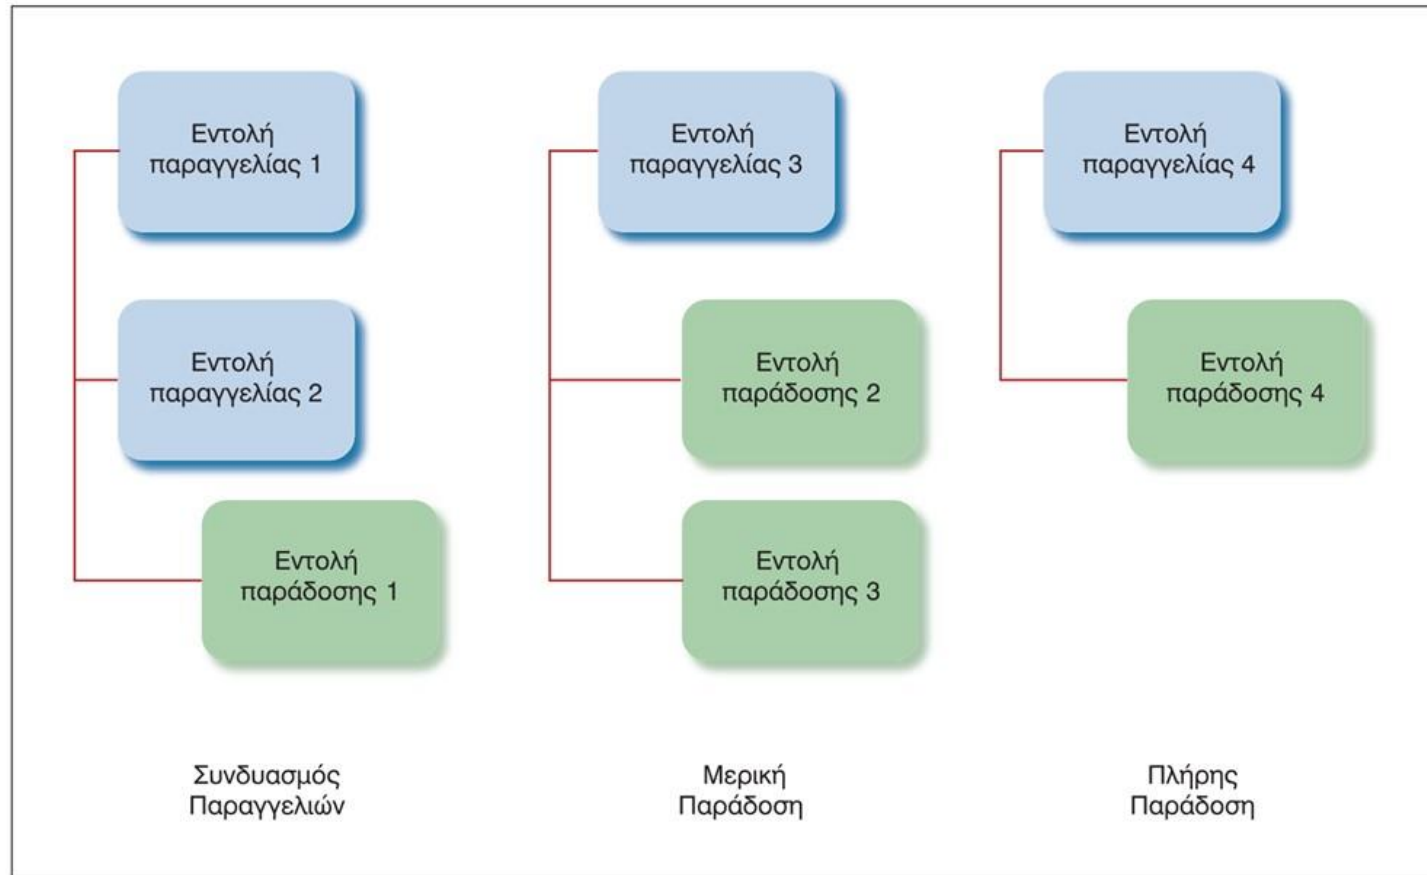 Εντολή
παραγγελίας 1
Εντολή
παραγγελίας 2
Εντολή
παράδοσης 1
Συνδυασμός
Παραγγελιών
Εντολή
παραγγελίας 3
Εντολή
παράδοσης 2
Εντολή
παράδοσης 3
Μερική
Παράδοση
Εντολή
παραγγελίας 4
Εντολή
παράδοσης 4
Πλήρης
Παράδοση